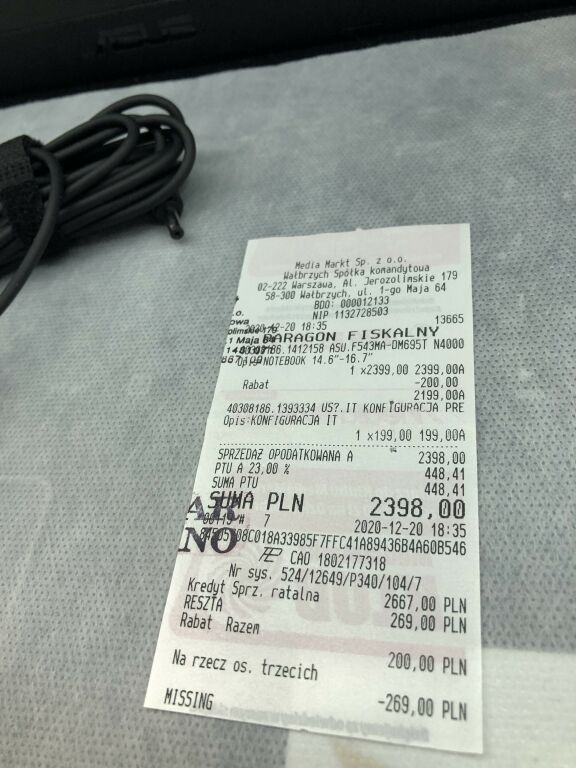 ASUS
Media Markt Sp. z o.o.
Wałbrzych Spółka komandytowa
02-222 Warszawa, Al. Jerozolimskie 179
58-300 Wałbrzych, ul. 1-go Maja 64
BDO: 000012133
NIP 1132728503
2020-12-20 18:35 13665
PARAGON FISKALNY
40308186.1412158 ASU.F543MA-DM695T N4000
Opis:NOTEBOOK 14.6"-16.7"
1 x2399,00 2399,00A
Rabat -200,00
2199,00A
40308186.1393334 US?.IT KONFIGURACJA PRE
Opis:KONFIGURACJA IT
1 x199,00 199,00A
SPRZEDAŻ OPODATKOWANA A 2398,00
PTU A 23,00 % 448,41
SUMA PTU 448,41
SUMA PLN 2398,00
00119 # 7 2020-12-20 18:35
CAO 1802177318
Nr sys. 524/12649/P340/104/7
Kredyt Sprz. ratalna 2667,00 PLN
RESZTA 269,00 PLN
Rabat Razem
200,00 PLN
Na rzecz os. trzecich
-269,00 PLN
MISSING